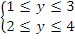 {1 ≤ y ≤ 3
{2 ≤ y ≤ 4